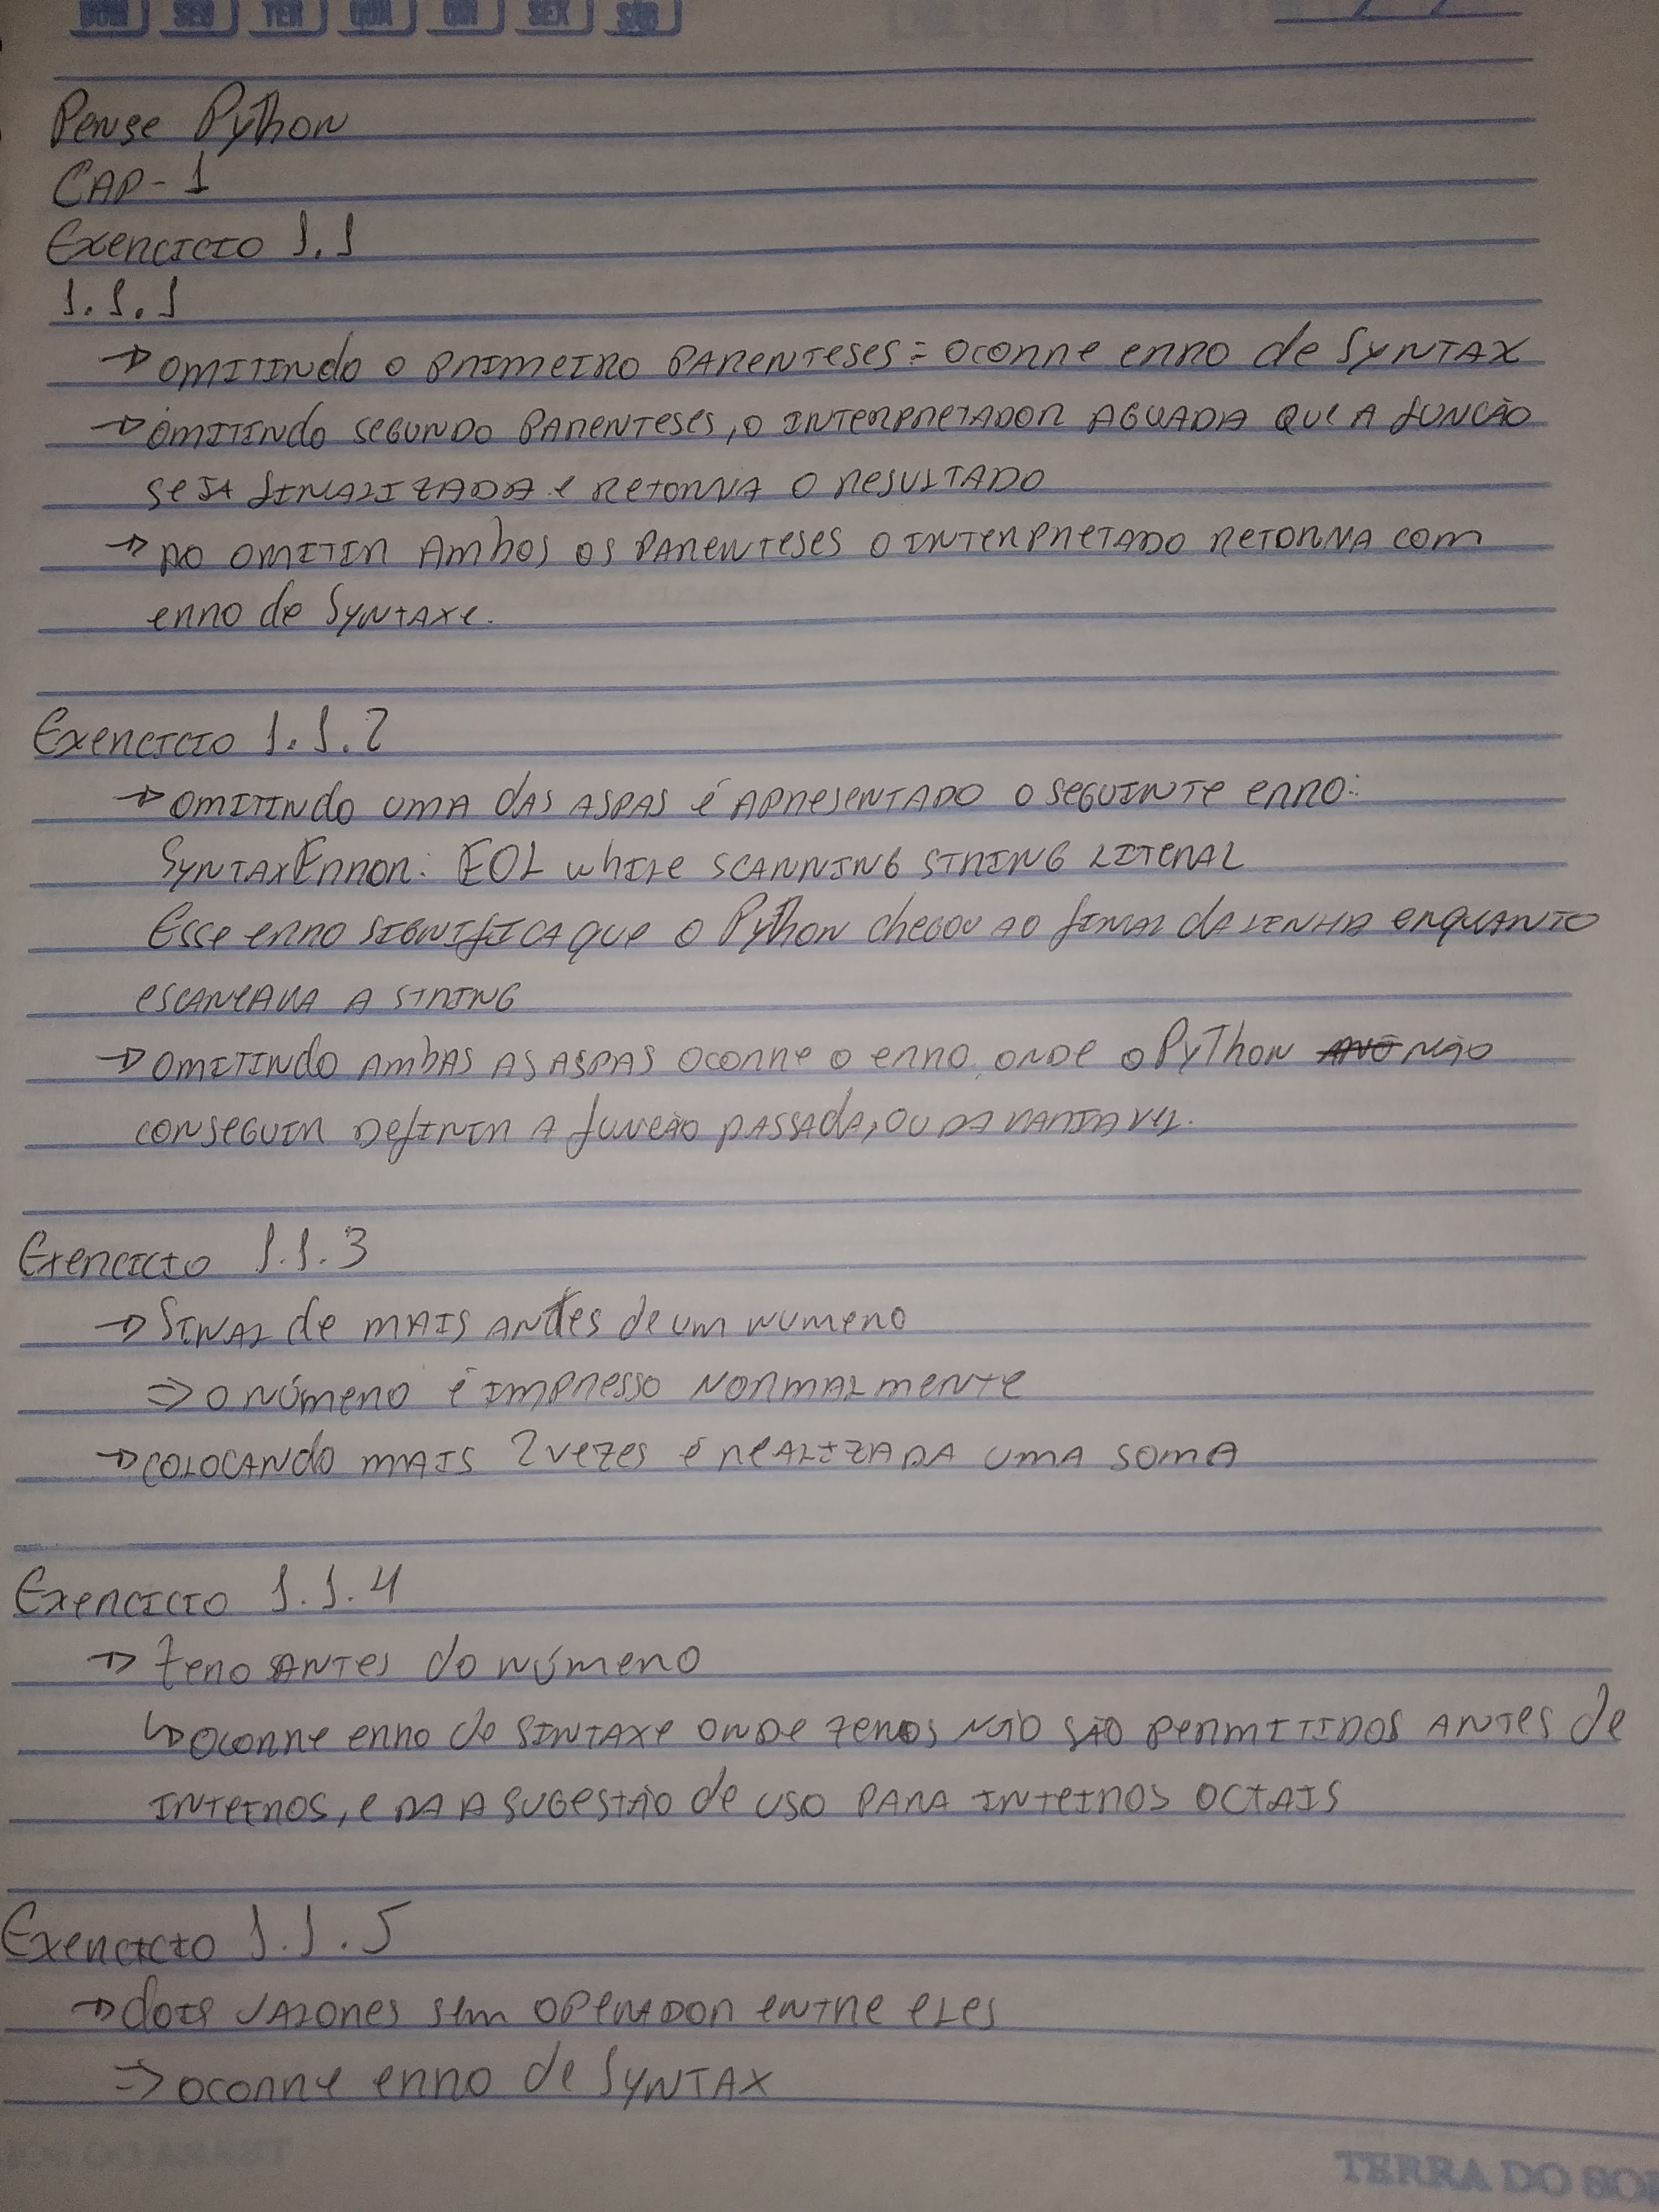 DOM SEG TER QUA QUI SEX SÁB
Pense Python
CAP-1
Exercicio 1.1
1.1.1
→ omitindo o primeiro parenteses = ocorre erro de SYNTAX
→ omitindo segundo parenteses, o interpretador aguada que a funcão
seja finalizada e retorna o resultado
→ ao omitir ambos os parenteses o interpretado retorna com
erro de Syntaxe.
Exercicio 1.1.2
→ omitindo uma das aspas é apresentado o seguinte erro:
SyntaxError: EOL while scanning string literal
Esse erro significa que o Python chegou ao final da linha enquanto
escaneava a string
→ omitindo ambas as aspas ocorre o erro, onde o Python não
conseguir definir a função passada, ou da variavel.
Exercicio 1.1.3
→ Sinal de mais antes de um numero
⇒ o número é impresso normalmente
→ colocando mais 2 vezes é realizada uma soma
Exercicio 1.1.4
→ zero antes do número
↳ ocorre erro de sintaxe onde zeros não são permitidos antes de
inteiros, e da a sugestão de uso para inteiros octais
Exercicio 1.1.5
→ dois valores sem operador entre eles
⇒ ocorre erro de Syntax
TERRA DO SO